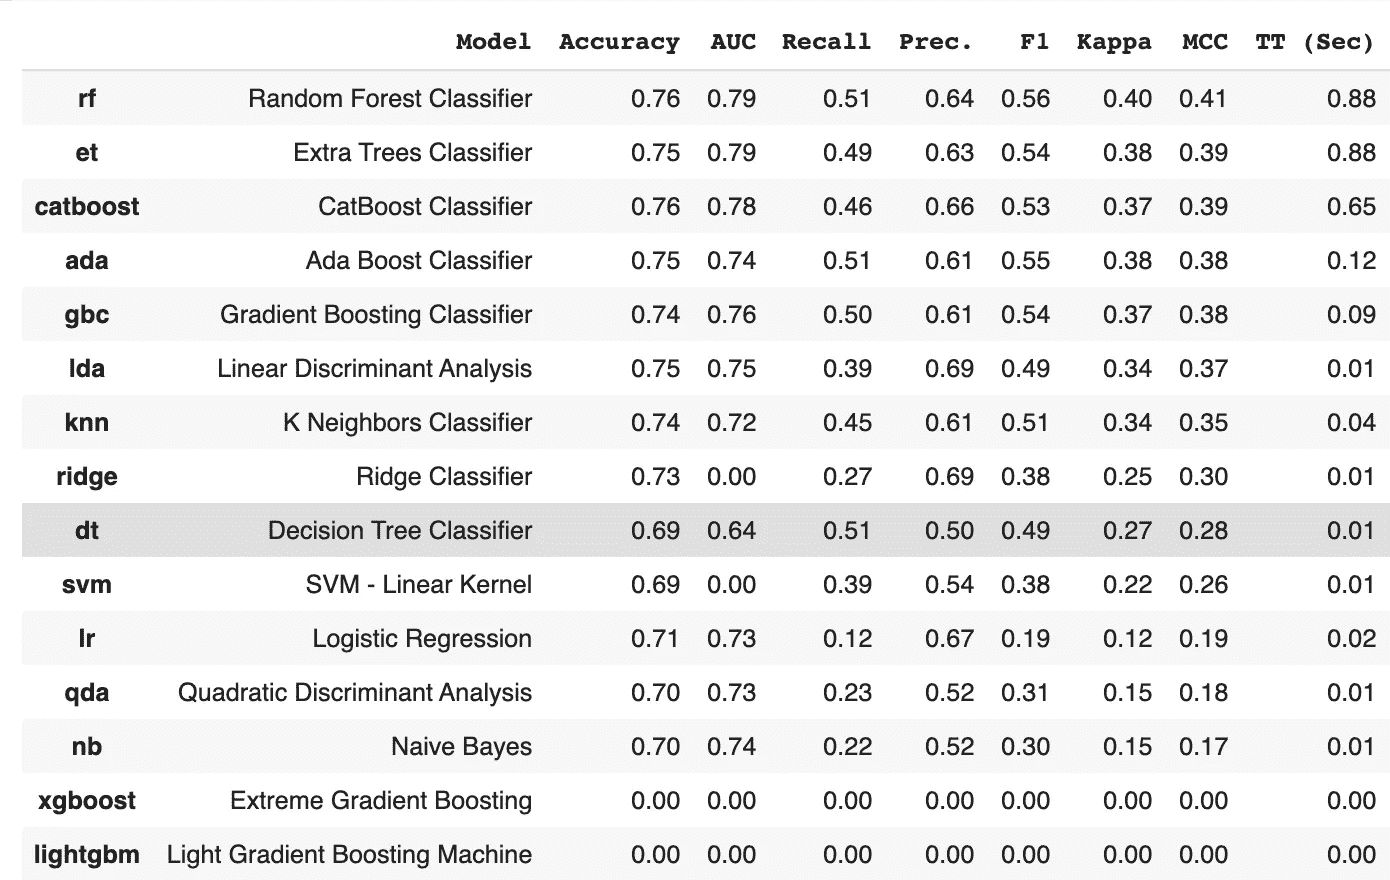 Model Accuracy AUC Recall Prec. F1 Kappa MCC TT (Sec)
rf Random Forest Classifier 0.76 0.79 0.51 0.64 0.56 0.40 0.41 0.88
et Extra Trees Classifier 0.75 0.79 0.49 0.63 0.54 0.38 0.39 0.88
catboost CatBoost Classifier 0.76 0.78 0.46 0.66 0.53 0.37 0.39 0.65
ada Ada Boost Classifier 0.75 0.74 0.51 0.61 0.55 0.38 0.38 0.12
gbc Gradient Boosting Classifier 0.74 0.76 0.50 0.61 0.54 0.37 0.38 0.09
lda Linear Discriminant Analysis 0.75 0.75 0.39 0.69 0.49 0.34 0.37 0.01
knn K Neighbors Classifier 0.74 0.72 0.45 0.61 0.51 0.34 0.35 0.04
ridge Ridge Classifier 0.73 0.00 0.27 0.69 0.38 0.25 0.30 0.01
dt Decision Tree Classifier 0.69 0.64 0.51 0.50 0.49 0.27 0.28 0.01
svm SVM - Linear Kernel 0.69 0.00 0.39 0.54 0.38 0.22 0.26 0.01
lr Logistic Regression 0.71 0.73 0.12 0.67 0.19 0.12 0.19 0.02
qda Quadratic Discriminant Analysis 0.70 0.73 0.23 0.52 0.31 0.15 0.18 0.01
nb Naive Bayes 0.70 0.74 0.22 0.52 0.30 0.15 0.17 0.01
xgboost Extreme Gradient Boosting 0.00 0.00 0.00 0.00 0.00 0.00 0.00 0.00
lightgbm Light Gradient Boosting Machine 0.00 0.00 0.00 0.00 0.00 0.00 0.00 0.00